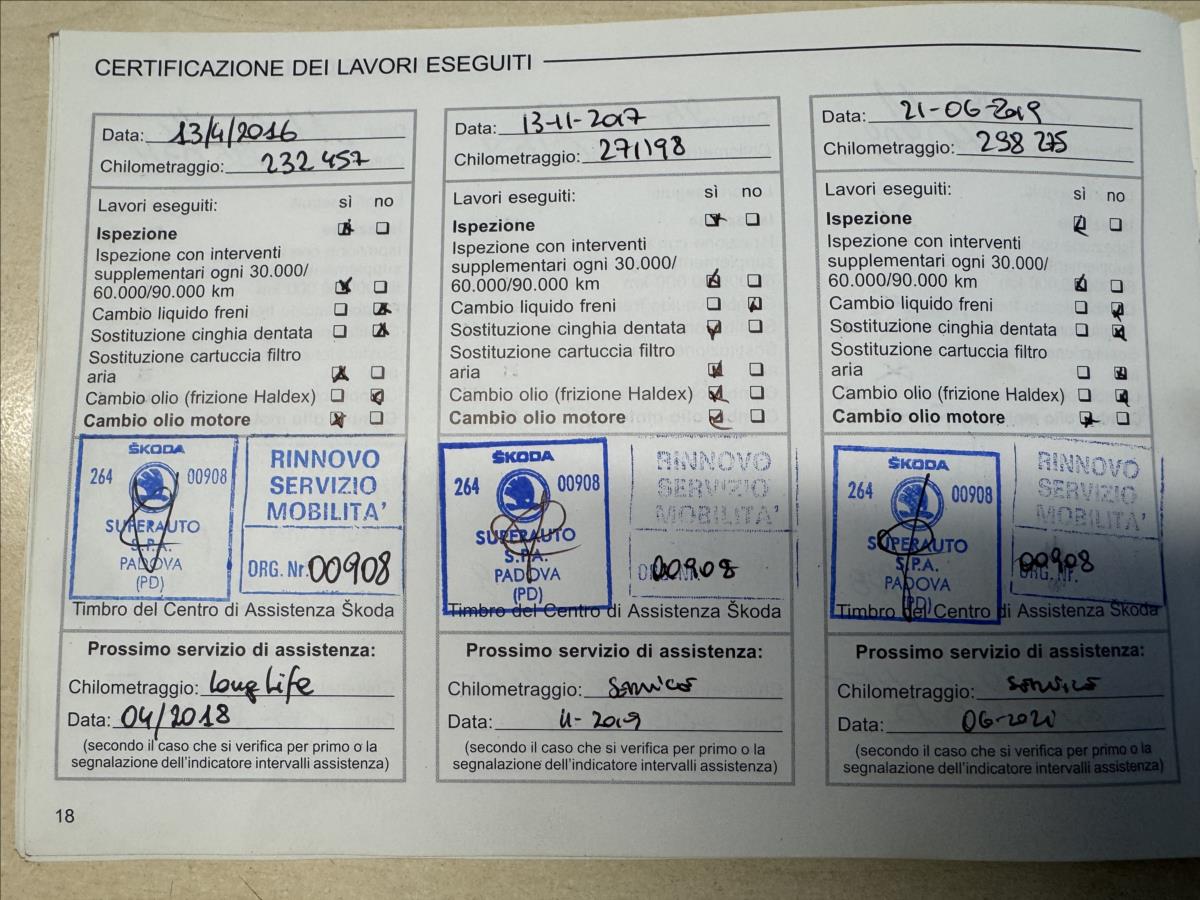 CERTIFICAZIONE DEI LAVORI ESEGUITI
Data: 13/4/2016
Chilometraggio: 232 457
Lavori eseguiti: sì no
Ispezione
Ispezione con interventi
supplementari ogni 30.000/
60.000/90.000 km
Cambio liquido freni
Sostituzione cinghia dentata
Sostituzione cartuccia filtro
aria
Cambio olio (frizione Haldex)
Cambio olio motore
ŠKODA
264 00908
SUPERAUTO
S.P.A.
PADOVA
(PD)
RINNOVO
SERVIZIO
MOBILITA'
ORG. Nr. 00908
Timbro del Centro di Assistenza Škoda
Prossimo servizio di assistenza:
Chilometraggio: Long Life
Data: 04/2018
(secondo il caso che si verifica per primo o la
segnalazione dell'indicatore intervalli assistenza)
Data: 13-11-2017
Chilometraggio: 271198
Lavori eseguiti: sì no
Ispezione
Ispezione con interventi
supplementari ogni 30.000/
60.000/90.000 km
Cambio liquido freni
Sostituzione cinghia dentata
Sostituzione cartuccia filtro
aria
Cambio olio (frizione Haldex)
Cambio olio motore
ŠKODA
264 00908
SUPERAUTO
S.P.A.
PADOVA
(PD)
RINNOVO
SERVIZIO
MOBILITA'
ORG. Nr. 00908
Timbro del Centro di Assistenza Škoda
Prossimo servizio di assistenza:
Chilometraggio: Service
Data: 11-2019
(secondo il caso che si verifica per primo o la
segnalazione dell'indicatore intervalli assistenza)
Data: 21-06-2019
Chilometraggio: 298 275
Lavori eseguiti: sì no
Ispezione
Ispezione con interventi
supplementari ogni 30.000/
60.000/90.000 km
Cambio liquido freni
Sostituzione cinghia dentata
Sostituzione cartuccia filtro
aria
Cambio olio (frizione Haldex)
Cambio olio motore
ŠKODA
264 00908
SUPERAUTO
S.P.A.
PADOVA
(PD)
RINNOVO
SERVIZIO
MOBILITA'
ORG. Nr. 00908
Timbro del Centro di Assistenza Škoda
Prossimo servizio di assistenza:
Chilometraggio: Service
Data:
(secondo il caso che si verifica per primo o la
segnalazione dell'indicatore intervalli assistenza)
18